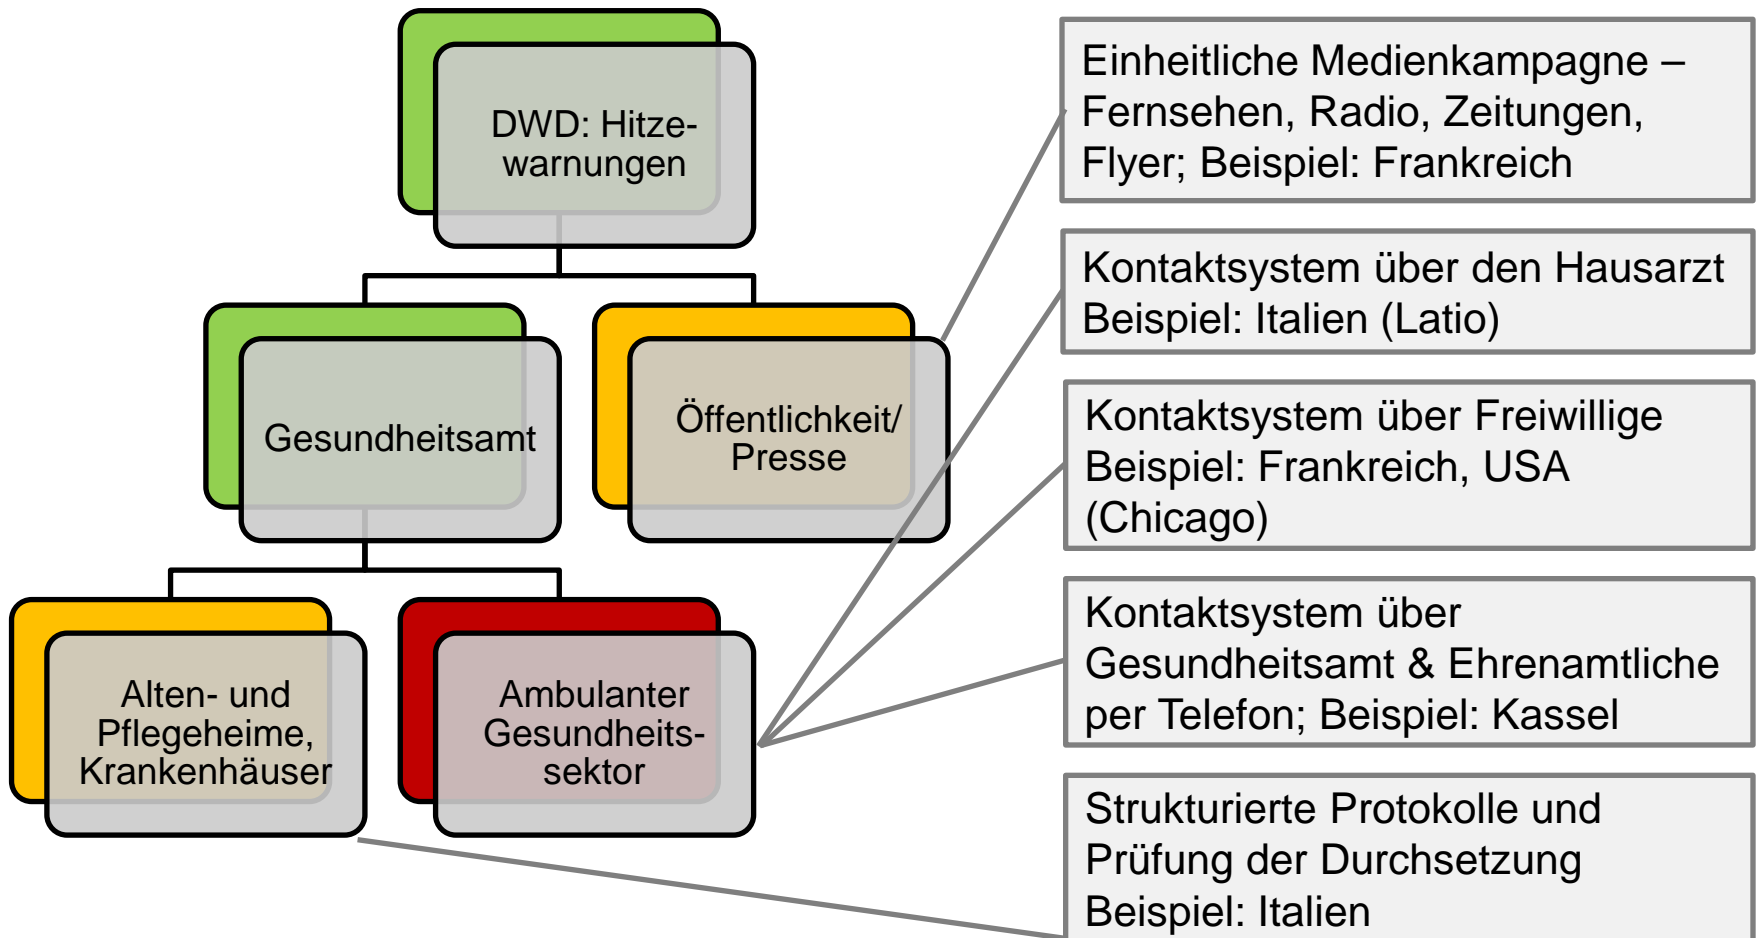 DWD: Hitze-
warnungen
Gesundheitsamt
Öffentlichkeit/
Presse
Alten- und
Pflegeheime,
Krankenhäuser
Ambulanter
Gesundheits-
sektor
Einheitliche Medienkampagne –
Fernsehen, Radio, Zeitungen,
Flyer; Beispiel: Frankreich
Kontaktsystem über den Hausarzt
Beispiel: Italien (Latio)
Kontaktsystem über Freiwillige
Beispiel: Frankreich, USA
(Chicago)
Kontaktsystem über
Gesundheitsamt & Ehrenamtliche
per Telefon; Beispiel: Kassel
Strukturierte Protokolle und
Prüfung der Durchsetzung
Beispiel: Italien